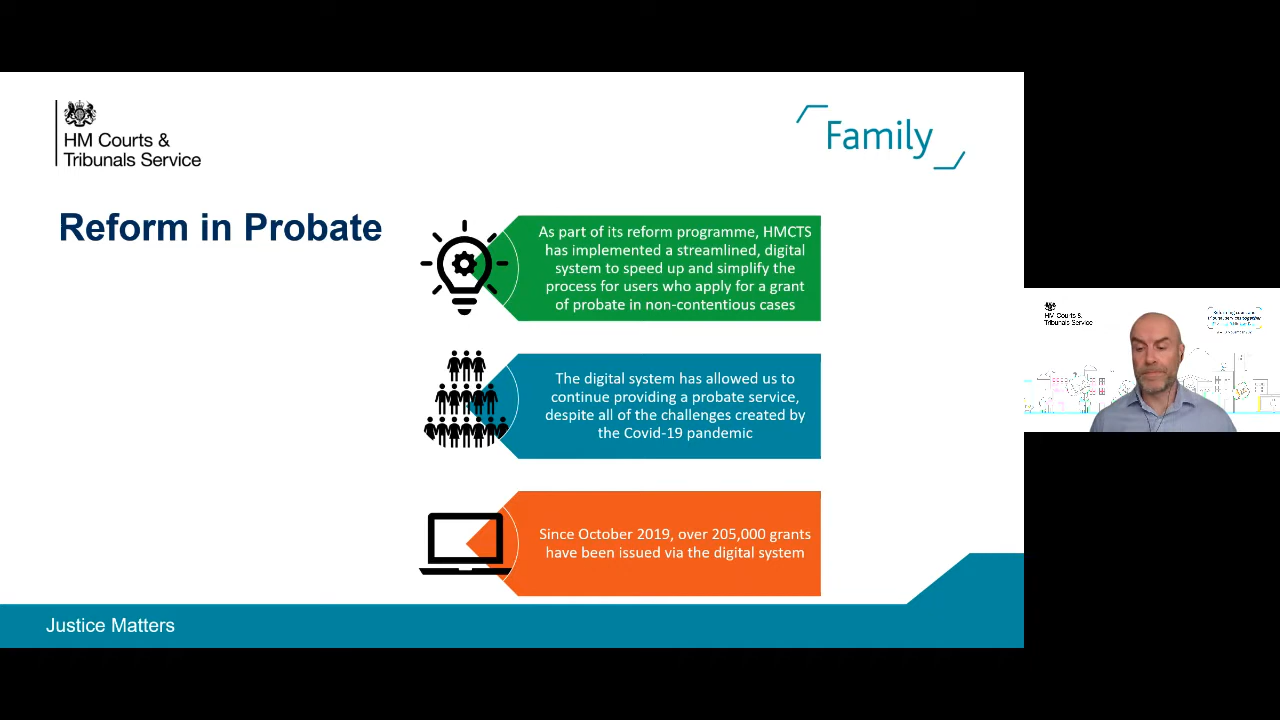 HM Courts &
Tribunals Service
Family
Reform in Probate
As part of its reform programme, HMCTS
has implemented a streamlined, digital
system to speed up and simplify the
process for users who apply for a grant
of probate in non-contentious cases
The digital system has allowed us to
continue providing a probate service,
despite all of the challenges created by
the Covid-19 pandemic
Since October 2019, over 205,000 grants
have been issued via the digital system
Justice Matters
HM Courts &
Tribunals Service